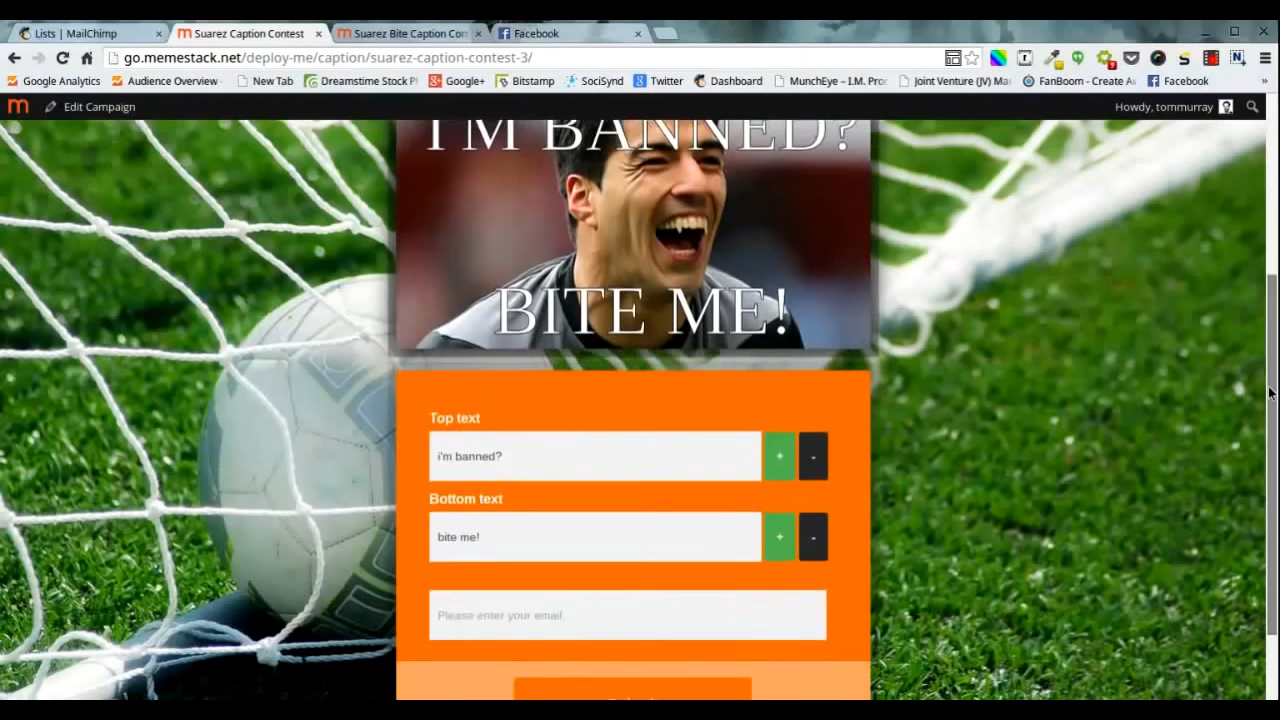 Lists | MailChimp
Suarez Caption Contest
Suarez Bite Caption Con
Facebook
go.memestack.net/deploy-me/caption/suarez-caption-contest-3/
Google Analytics
Audience Overview -
New Tab
Dreamstime Stock P
Google+
Bitstamp
SociSynd
Twitter
Dashboard
MunchEye – I.M. Pro
Joint Venture (JV) Ma
FanBoom - Create A
Facebook
»
m
Edit Campaign
Howdy, tommurray
I'M BANNED?
BITE ME!
Top text
i'm banned?
+ -
Bottom text
bite me!
+ -
Please enter your email